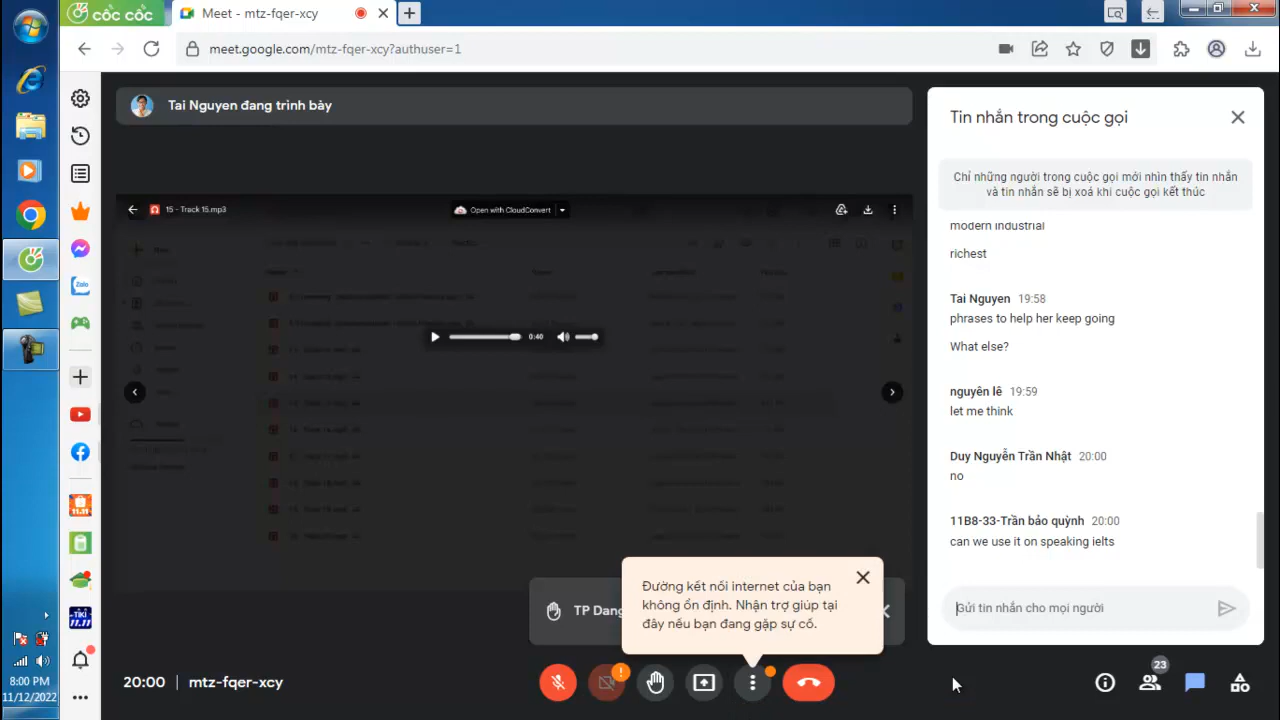 cốc cốc
Meet - mtz-fqer-xcy
meet.google.com/mtz-fqer-xcy?authuser=1
Tai Nguyen đang trình bày
15 - Track 15.mp3
Open with CloudConvert
0:40
Tin nhắn trong cuộc gọi
Chỉ những người trong cuộc gọi mới nhìn thấy tin nhắn
và tin nhắn sẽ bị xoá khi cuộc gọi kết thúc
modern industrial
richest
Tai Nguyen 19:58
phrases to help her keep going
What else?
nguyên lê 19:59
let me think
Duy Nguyễn Trần Nhật 20:00
no
11B8-33-Trần bảo quỳnh 20:00
can we use it on speaking ielts
Gửi tin nhắn cho mọi người
TP Dang
Đường kết nối internet của bạn
không ổn định. Nhận trợ giúp tại
đây nếu bạn đang gặp sự cố.
20:00 | mtz-fqer-xcy
23
Zalo
11.11
TIKI
11.11
8:00 PM
11/12/2022